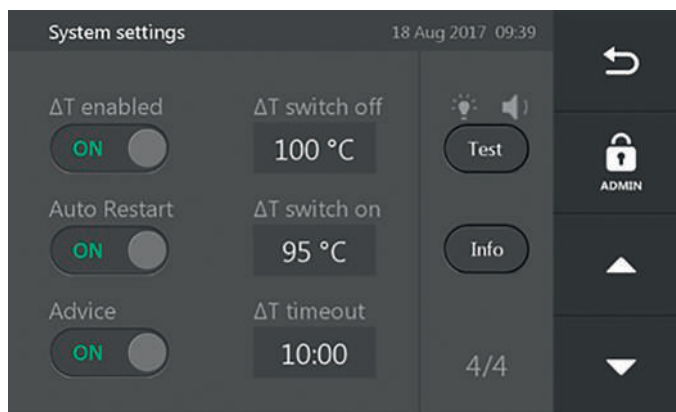 System settings 18 Aug 2017 09:39
ΔT enabled ΔT switch off
ON 100 °C Test
ADMIN
Auto Restart ΔT switch on
ON 95 °C Info
Advice ΔT timeout
ON 10:00 4/4